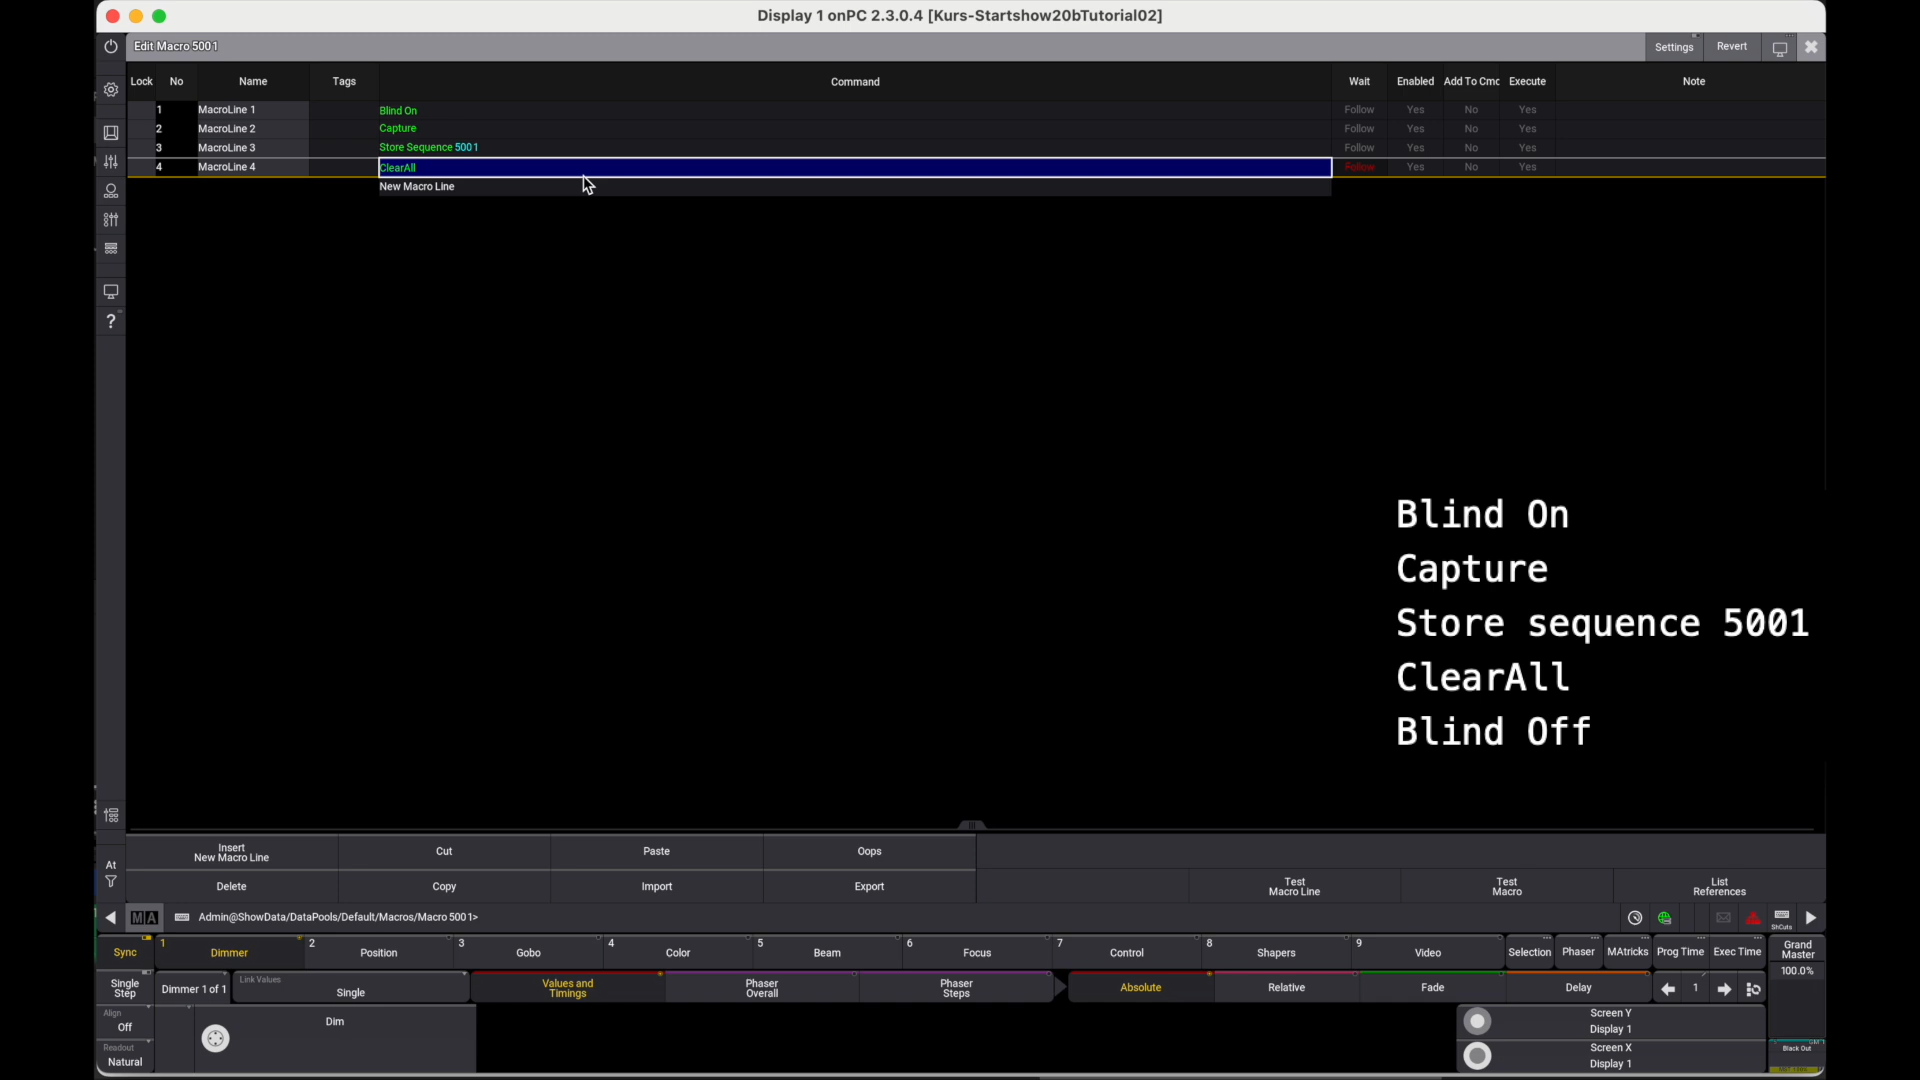 Display 1 onPC 2.3.0.4 [Kurs-Startshow20bTutorial02]
Edit Macro 5001
Settings
Revert
Lock No Name Tags Command Wait Enabled Add To Cmd Execute Note
1 MacroLine 1 Blind On Follow Yes No Yes
2 MacroLine 2 Capture Follow Yes No Yes
3 MacroLine 3 Store Sequence 5001 Follow Yes No Yes
4 MacroLine 4 ClearAll Follow Yes No Yes
New Macro Line
?
Blind On
Capture
Store sequence 5001
ClearAll
Blind Off
Insert New Macro Line
Cut
Paste
Oops
At
Delete
Copy
Import
Export
Test Macro Line
Test Macro
List References
MA
Admin@ShowData/DataPools/Default/Macros/Macro 5001>
ShCuts
Sync
1 Dimmer
2 Position
3 Gobo
4 Color
5 Beam
6 Focus
7 Control
8 Shapers
9 Video
Selection
Phaser
MAtricks
Prog Time
Exec Time
Grand Master
100.0%
Single Step
Dimmer 1 of 1
Link Values
Single
Values and Timings
Phaser Overall
Phaser Steps
Absolute
Relative
Fade
Delay
1
Align
Off
Dim
Screen Y
Display 1
Readout
Natural
Screen X
Display 1
Black Out